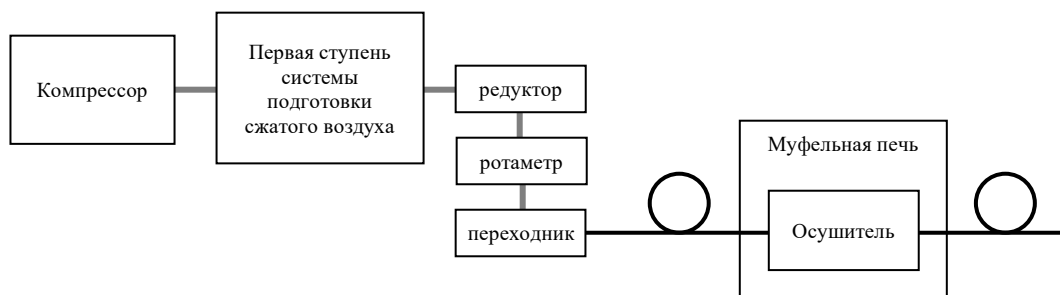 Компрессор
Первая ступень
системы
подготовки
сжатого воздуха
редуктор
ротаметр
переходник
Муфельная печь
Осушитель